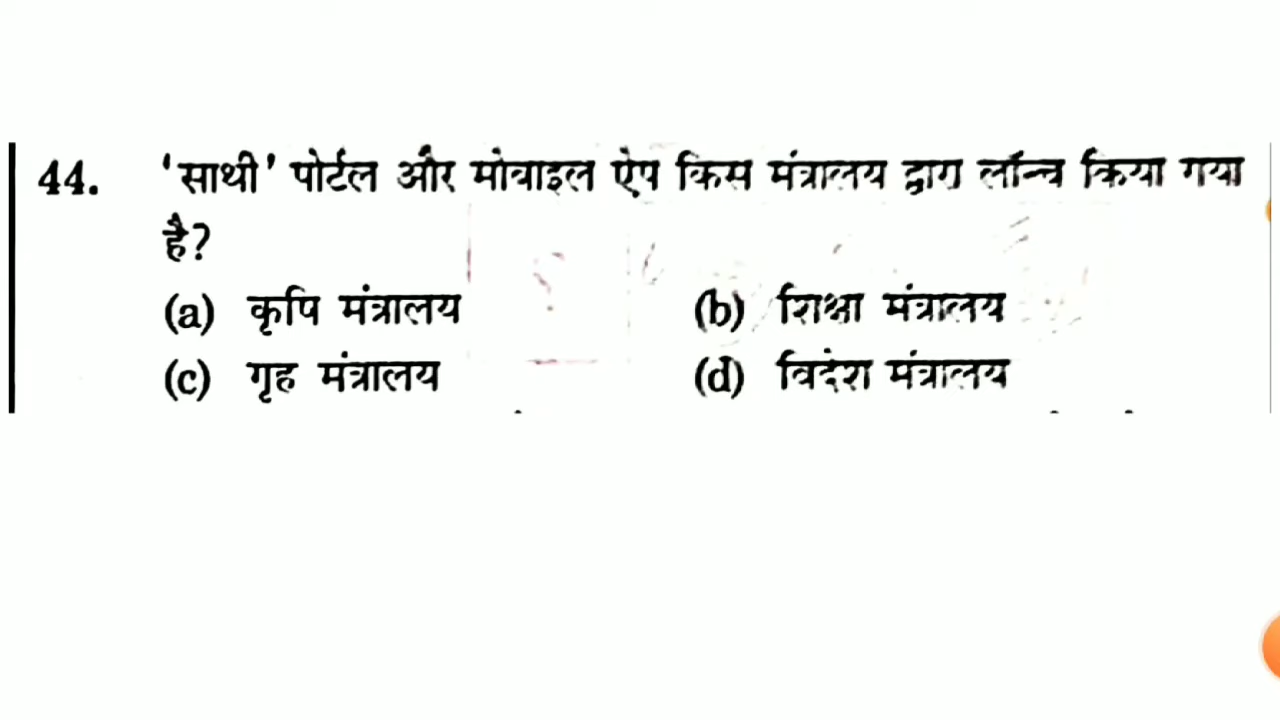 44. 'साथी' पोर्टल और मोबाइल ऐप किस मंत्रालय द्वारा लॉन्च किया गया
है?
(a) कृषि मंत्रालय (b) शिक्षा मंत्रालय
(c) गृह मंत्रालय (d) विदेश मंत्रालय